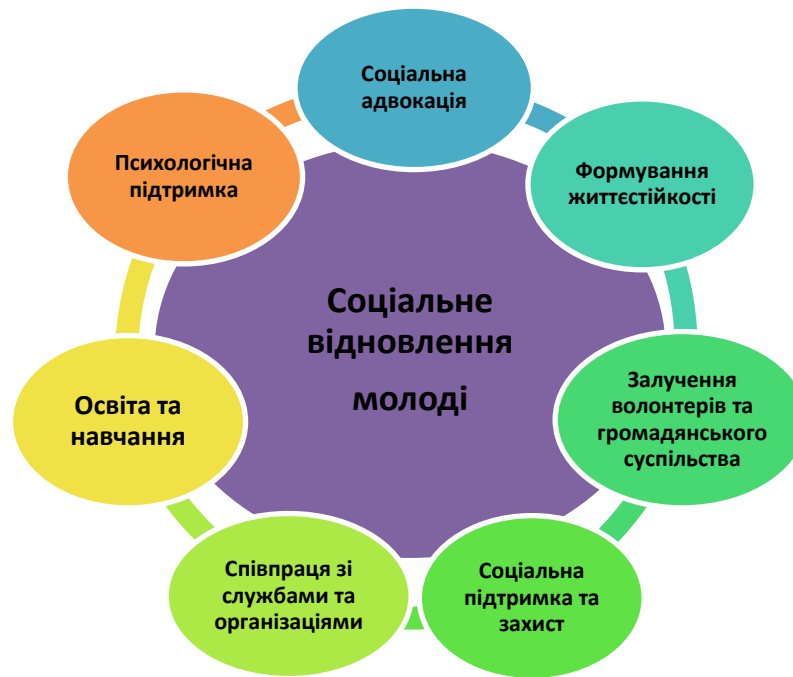 Соціальна
адвокація
Формування
життєстійкості
Залучення
волонтерів та
громадянського
суспільства
Соціальна
підтримка та
захист
Співпраця зі
службами та
організаціями
Освіта та
навчання
Психологічна
підтримка
Соціальне
відновлення
молоді